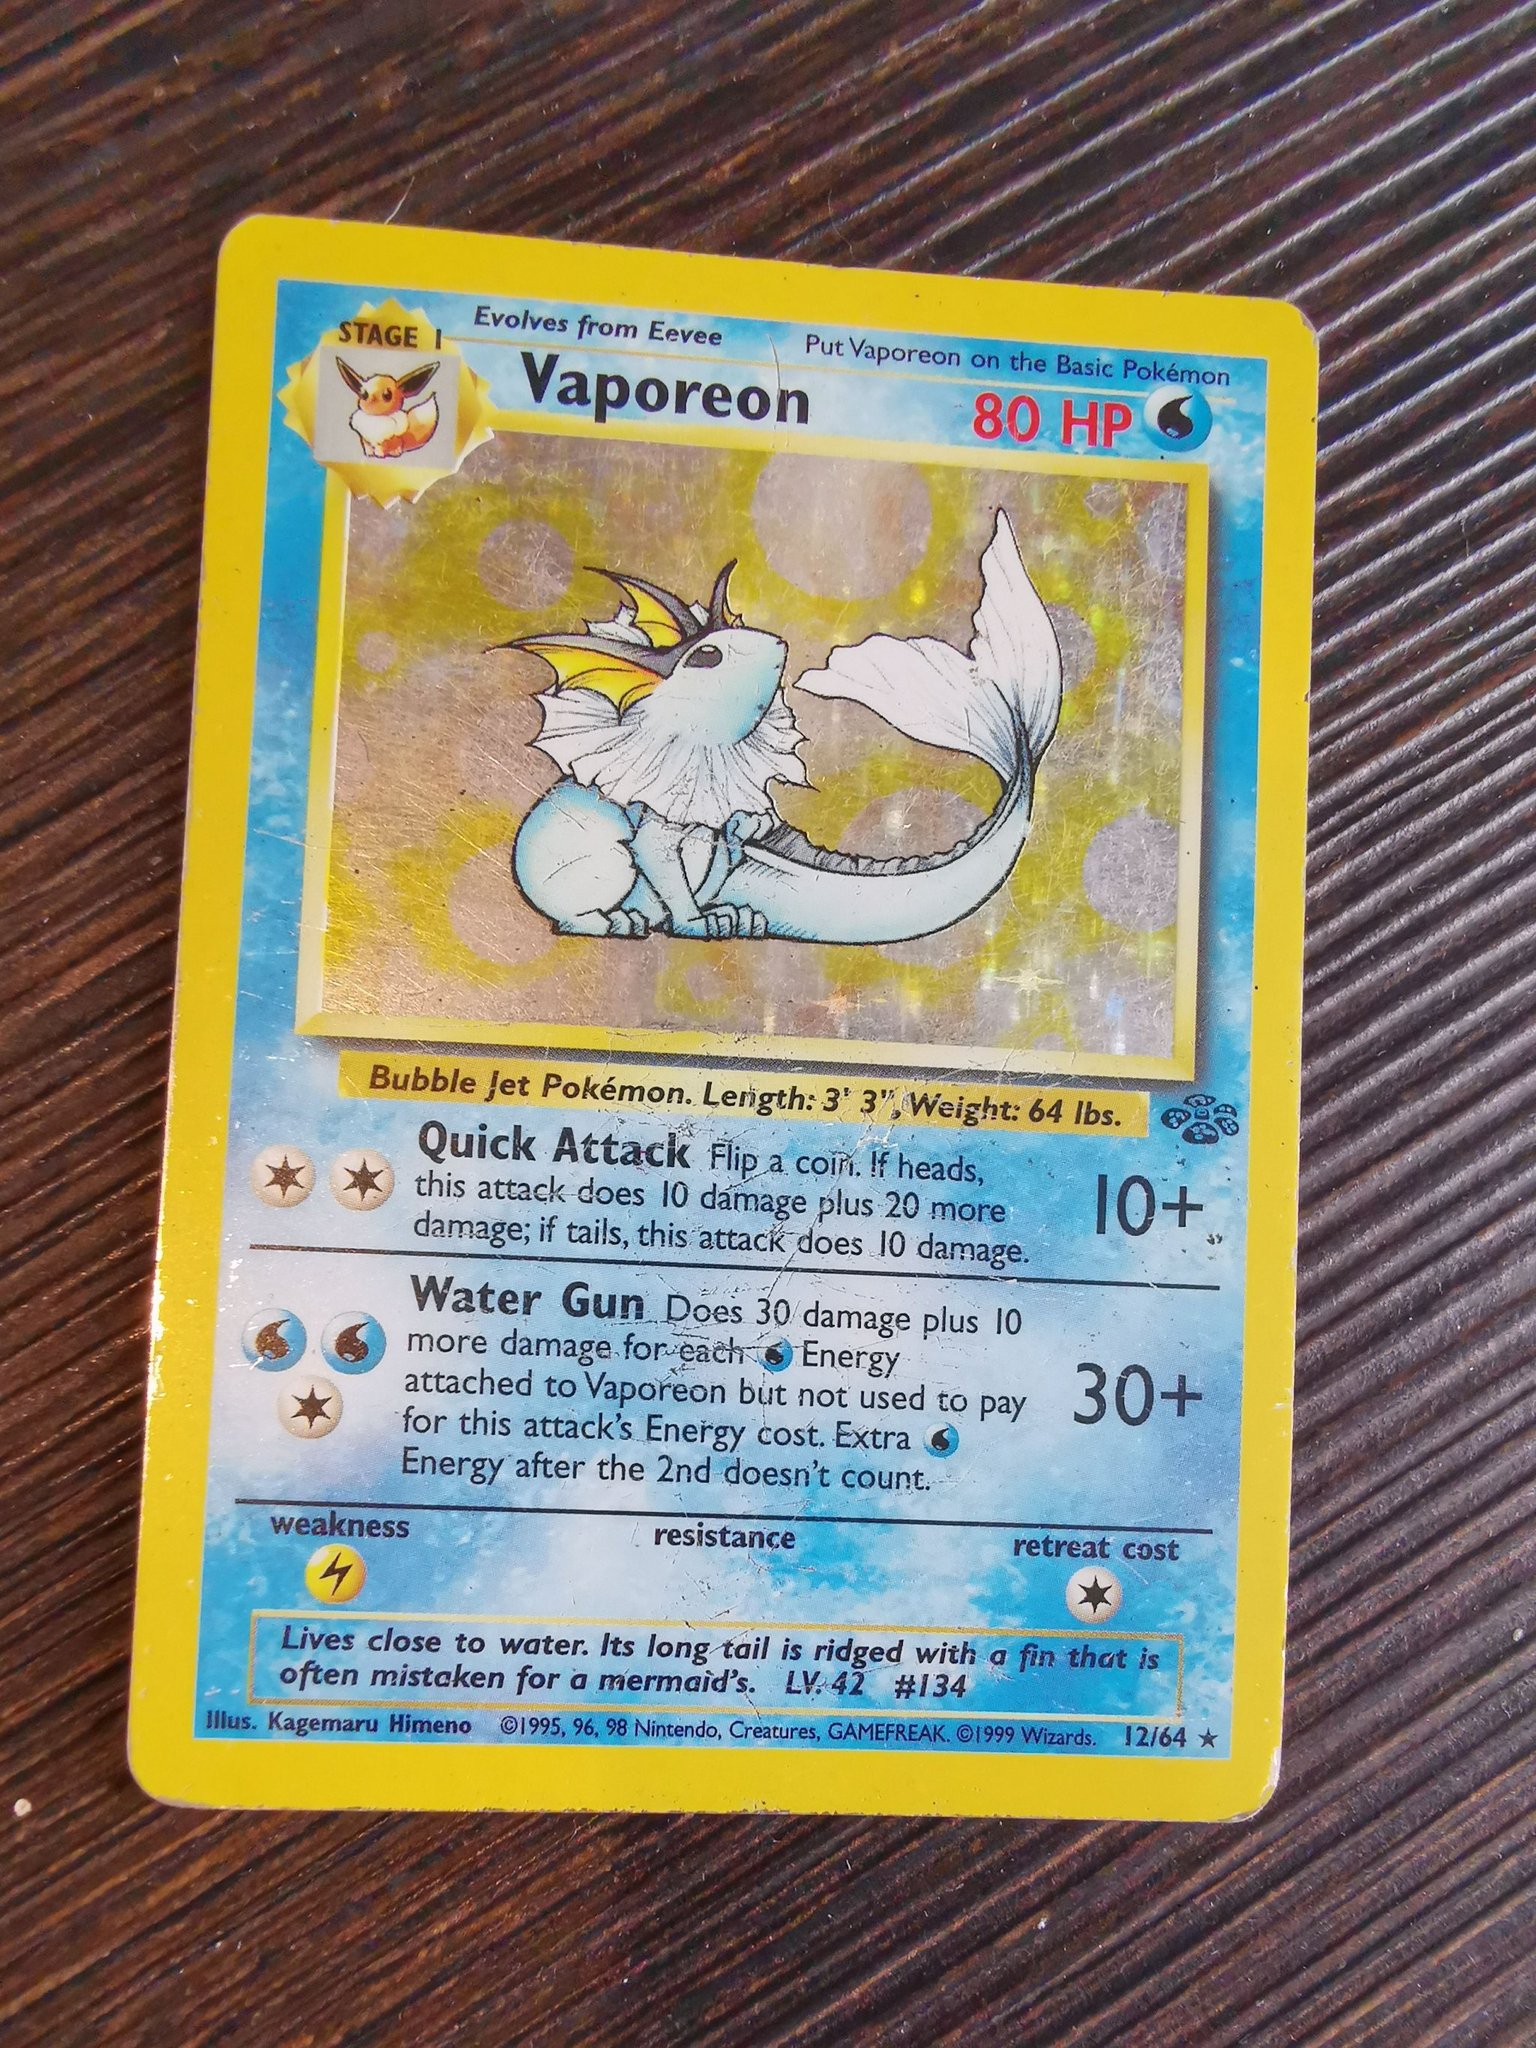 STAGE 1
Evolves from Eevee
Put Vaporeon on the Basic Pokémon
Vaporeon
80 HP
Bubble Jet Pokémon. Length: 3' 3", Weight: 64 lbs.
Quick Attack Flip a coin. If heads,
this attack does 10 damage plus 20 more
damage; if tails, this attack does 10 damage.
10+
Water Gun Does 30 damage plus 10
more damage for each Energy
attached to Vaporeon but not used to pay
for this attack's Energy cost. Extra
Energy after the 2nd doesn't count.
30+
weakness
resistance
retreat cost
Lives close to water. Its long tail is ridged with a fin that is
often mistaken for a mermaid's. LV. 42 #134
Illus. Kagemaru Himeno ©1995, 96, 98 Nintendo, Creatures, GAMEFREAK. ©1999 Wizards. 12/64 ★